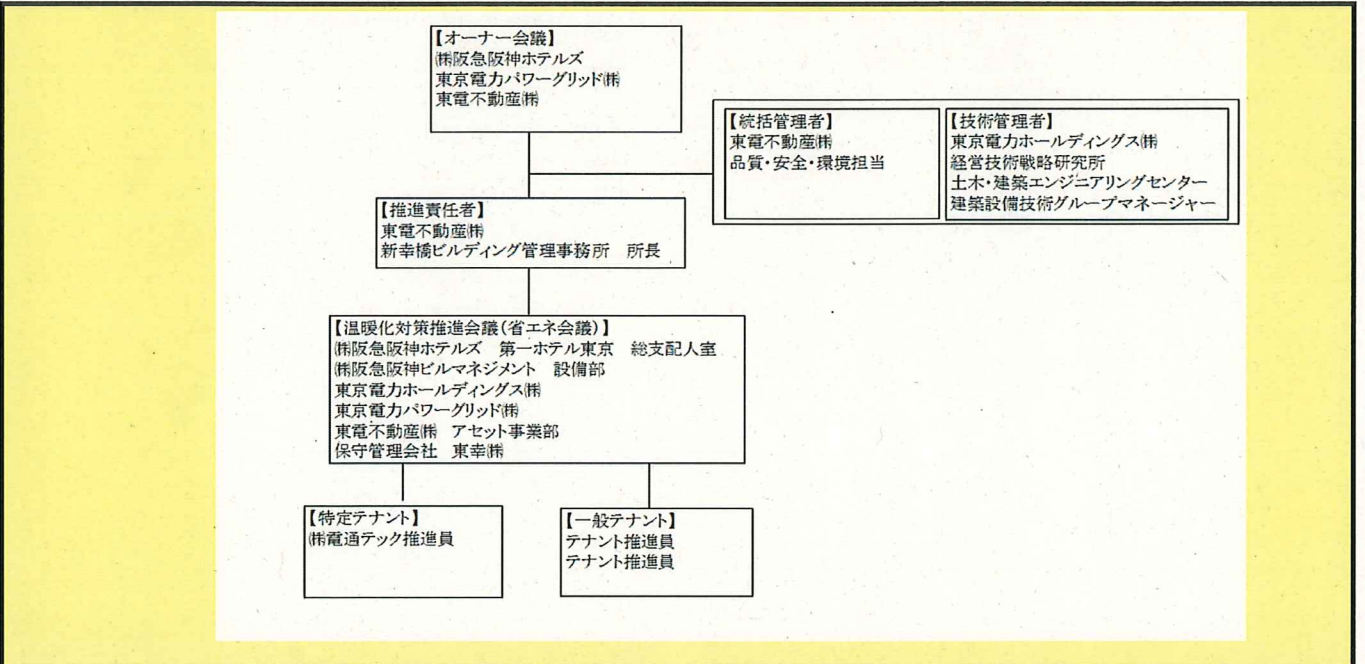 【オーナー会議】
㈱阪急阪神ホテルズ
東京電力パワーグリッド㈱
東電不動産㈱
【統括管理者】
東電不動産㈱
品質・安全・環境担当
【技術管理者】
東京電力ホールディングス㈱
経営技術戦略研究所
土木・建築エンジニアリングセンター
建築設備技術グループマネージャー
【推進責任者】
東電不動産㈱
新幸橋ビルディング管理事務所　所長
【温暖化対策推進会議(省エネ会議)】
㈱阪急阪神ホテルズ　第一ホテル東京　総支配人室
㈱阪急阪神ビルマネジメント　設備部
東京電力ホールディングス㈱
東京電力パワーグリッド㈱
東電不動産㈱　アセット事業部
保守管理会社　東幸㈱
【特定テナント】
㈱電通テック推進員
【一般テナント】
テナント推進員
テナント推進員